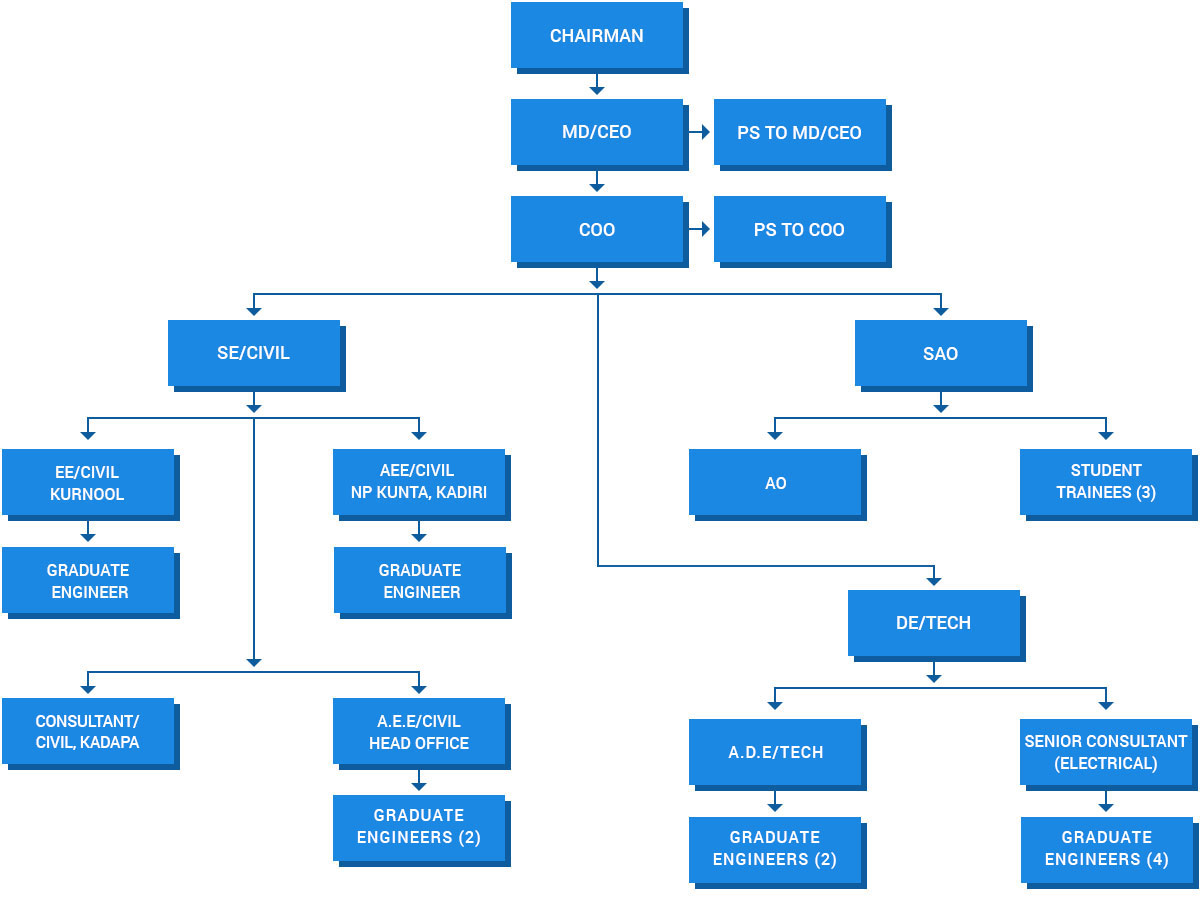 CHAIRMAN
MD/CEO
PS TO MD/CEO
COO
PS TO COO
SE/CIVIL
SAO
EE/CIVIL
KURNOOL
AEE/CIVIL
NP KUNTA, KADIRI
AO
STUDENT
TRAINEES (3)
GRADUATE
ENGINEER
GRADUATE
ENGINEER
DE/TECH
CONSULTANT/
CIVIL, KADAPA
A.E.E/CIVIL
HEAD OFFICE
A.D.E/TECH
SENIOR CONSULTANT
(ELECTRICAL)
GRADUATE
ENGINEERS (2)
GRADUATE
ENGINEERS (2)
GRADUATE
ENGINEERS (4)